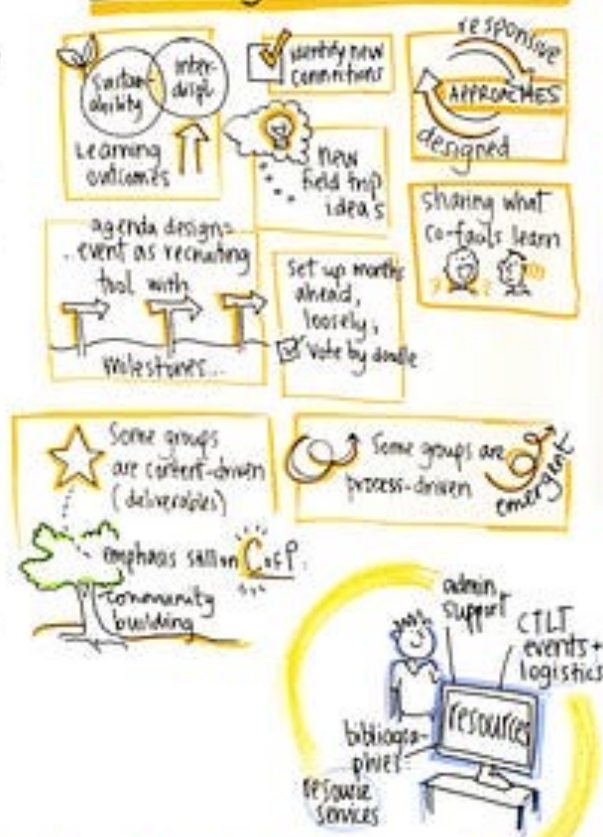 Sustain-
ability
inter-
discipl
Learning
outcomes
identify new
connections
new
field trip
ideas
responsive
APPROACHES
designed
sharing what
co-facils learn
agenda design=
..event as recruiting
tool with
Milestones...
Set up months
ahead,
loosely,
Vote by doodle
Some groups
are content-driven
(deliverables)
emphasis still on CofP.
-community
building
Some groups are
process-driven
emergent
admin
support
CTLT
events+
logistics
resources
bibliogra-
phies
resource
services